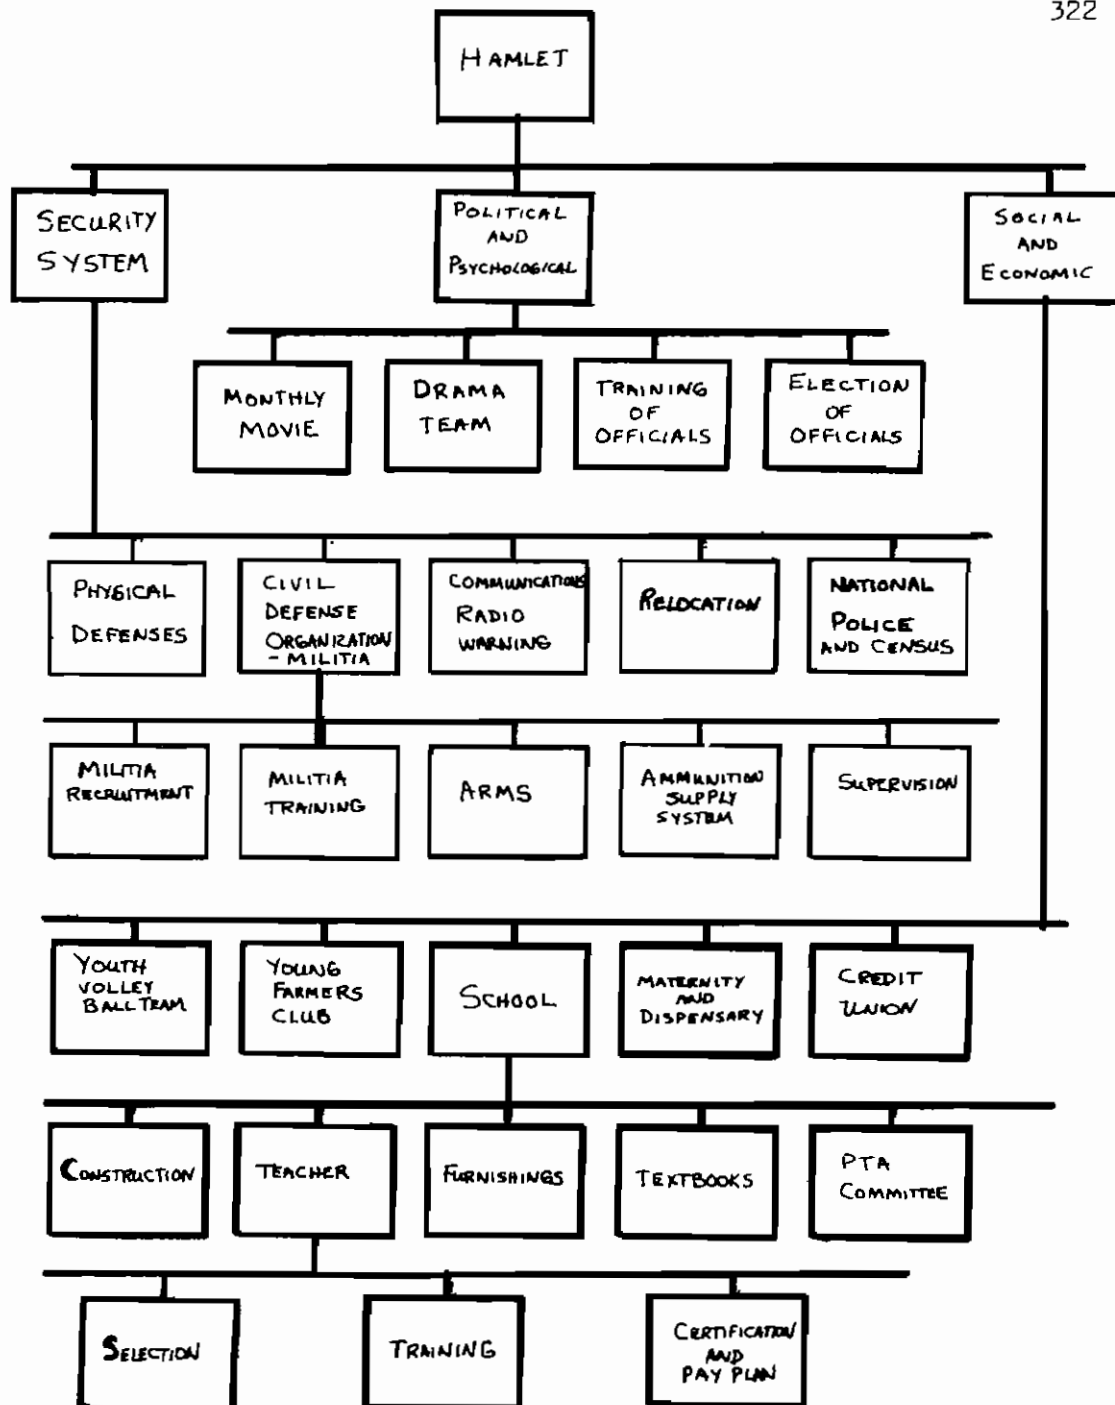 322
HAMLET
SECURITY
SYSTEM
POLITICAL
AND
PSYCHOLOGICAL
SOCIAL
AND
ECONOMIC
MONTHLY
MOVIE
DRAMA
TEAM
TRAINING
OF
OFFICIALS
ELECTION
OF
OFFICIALS
PHYSICAL
DEFENSES
CIVIL
DEFENSE
ORGANIZATION
- MILITIA
COMMUNICATIONS
RADIO
WARNING
RELOCATION
NATIONAL
POLICE
AND CENSUS
MILITIA
RECRUITMENT
MILITIA
TRAINING
ARMS
AMMUNITION
SUPPLY
SYSTEM
SUPERVISION
YOUTH
VOLLEY
BALL TEAM
YOUNG
FARMERS
CLUB
SCHOOL
MATERNITY
AND
DISPENSARY
CREDIT
UNION
CONSTRUCTION
TEACHER
FURNISHINGS
TEXTBOOKS
PTA
COMMITTEE
SELECTION
TRAINING
CERTIFICATION
AND
PAY PLAN